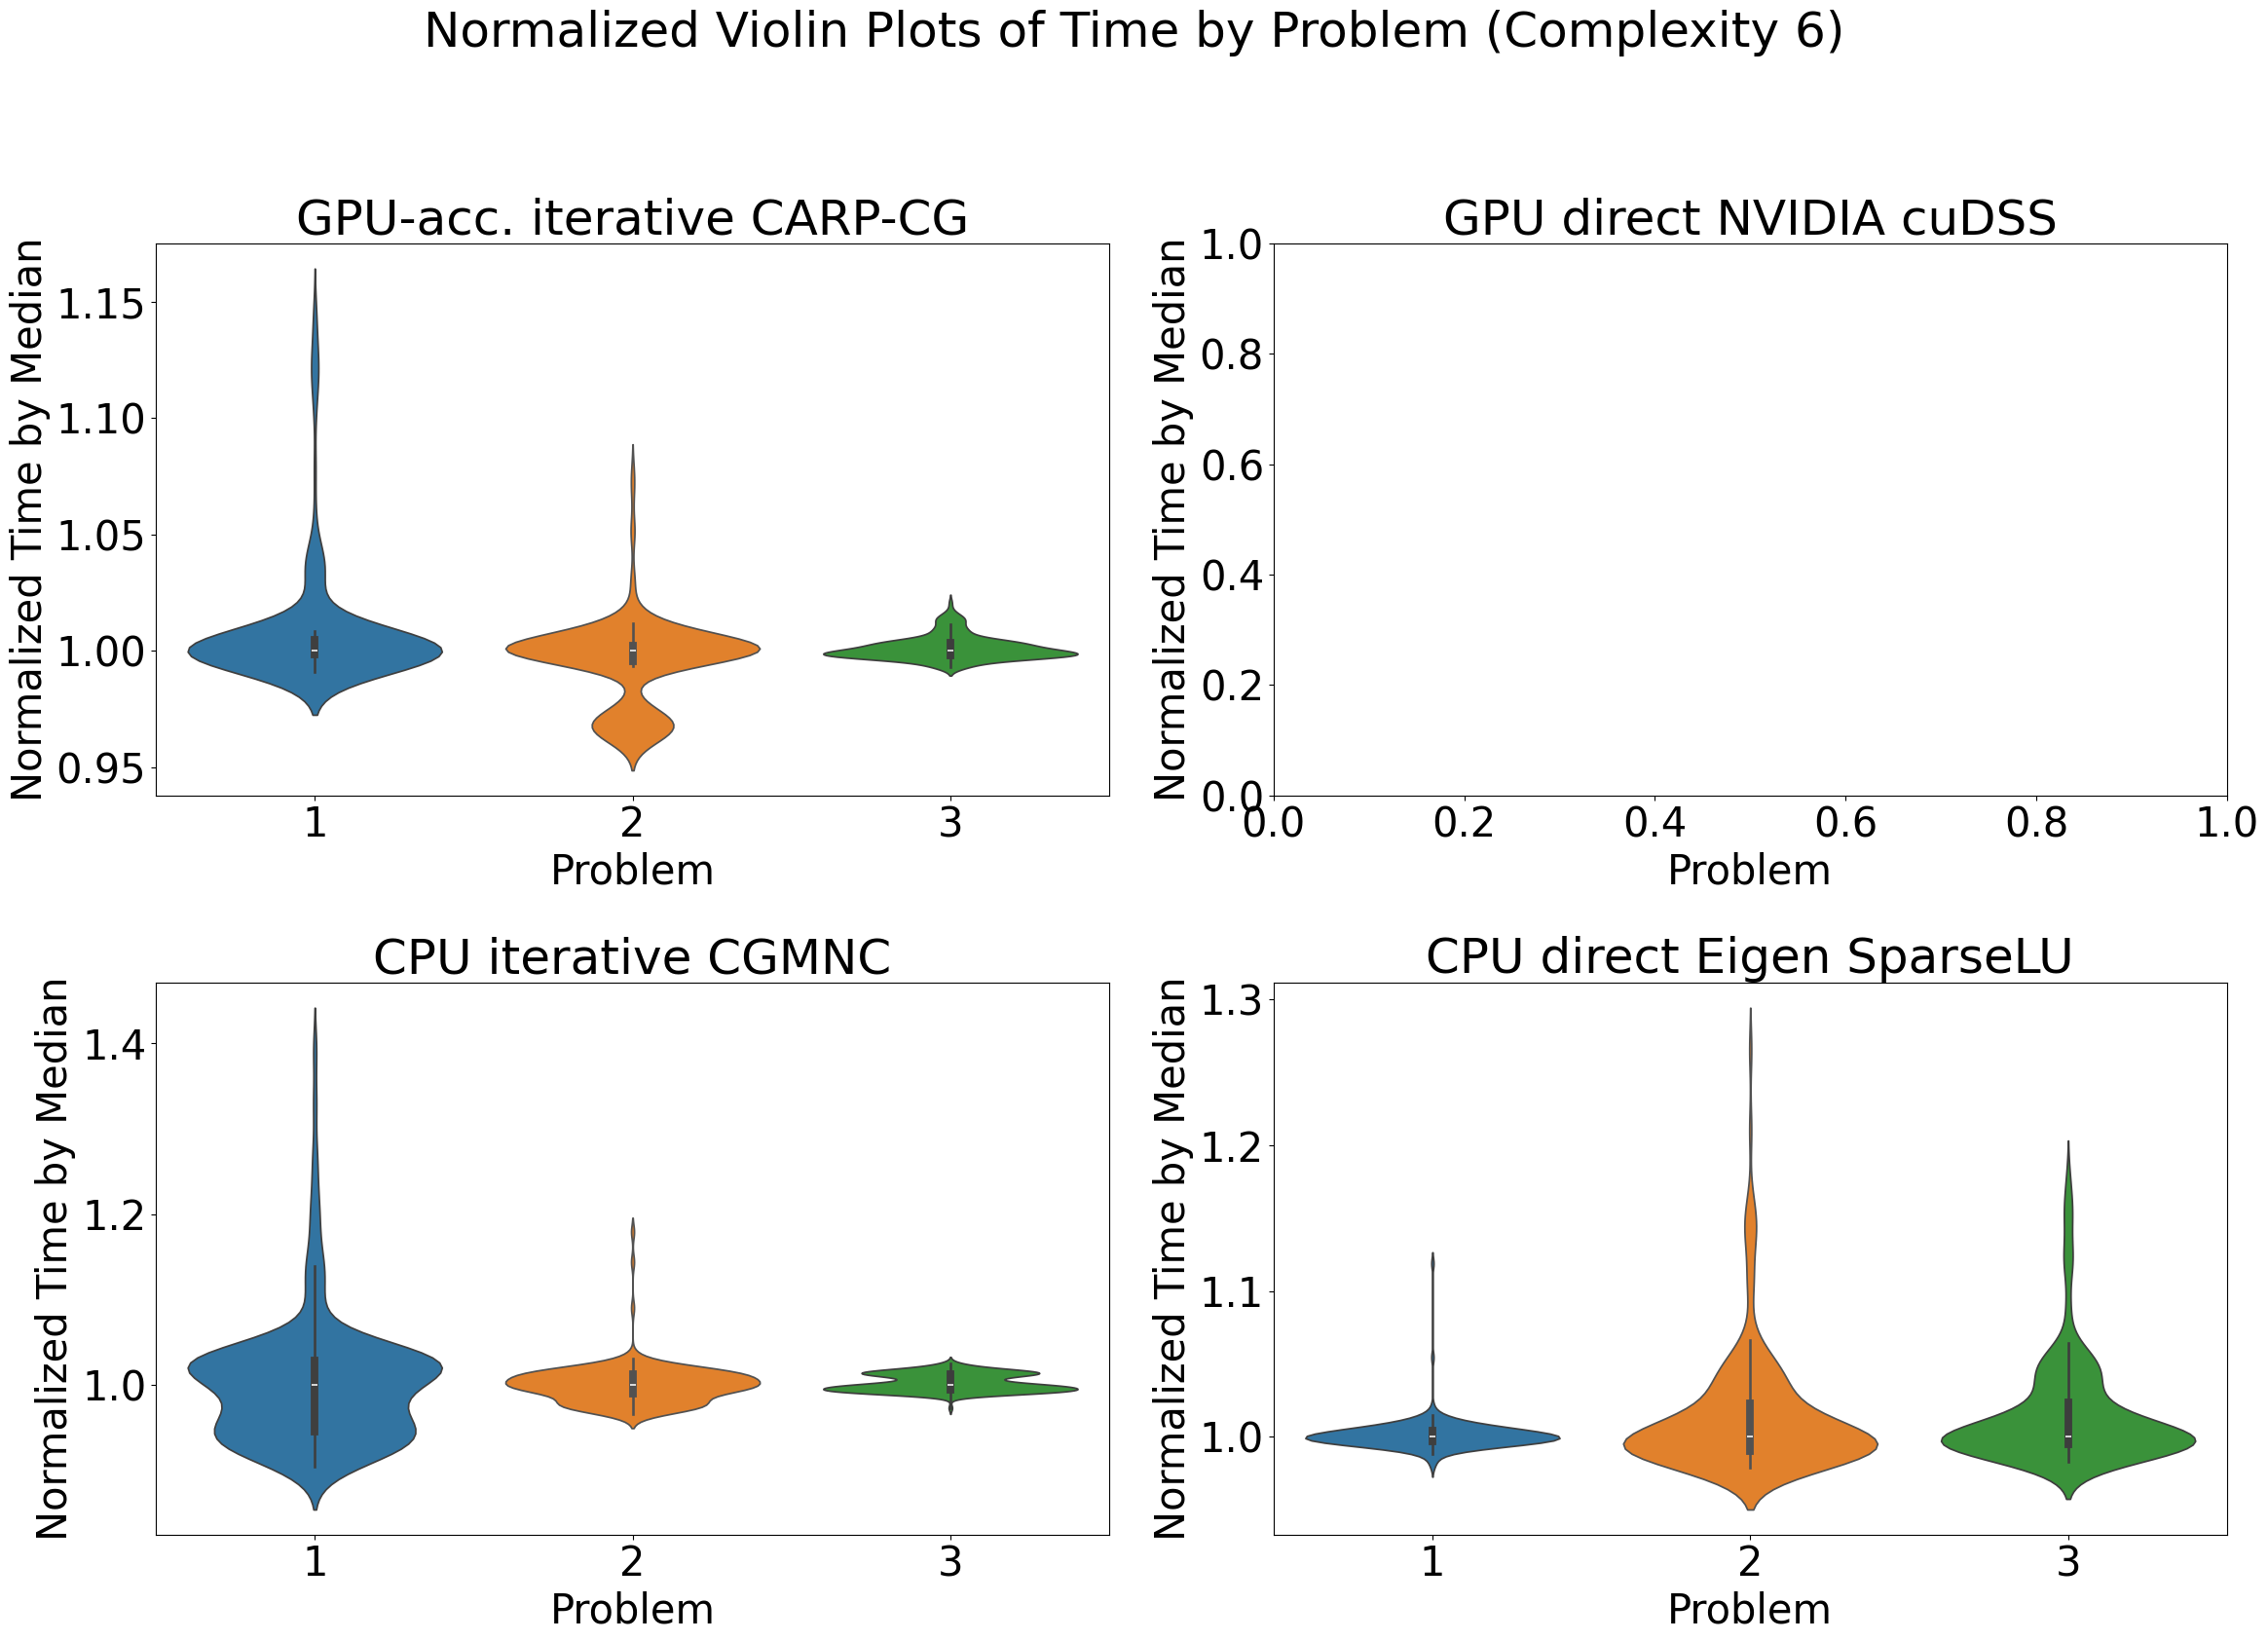 Normalized Violin Plots of Time by Problem (Complexity 6)
GPU-acc. iterative CARP-CG
Normalized Time by Median
1.15
1.10
1.05
1.00
0.95
1 2 3
Problem
GPU direct NVIDIA cuDSS
Normalized Time by Median
1.0
0.8
0.6
0.4
0.2
0.0
0.0 0.2 0.4 0.6 0.8 1.0
Problem
CPU iterative CGMNC
Normalized Time by Median
1.4
1.2
1.0
1 2 3
Problem
CPU direct Eigen SparseLU
Normalized Time by Median
1.3
1.2
1.1
1.0
1 2 3
Problem